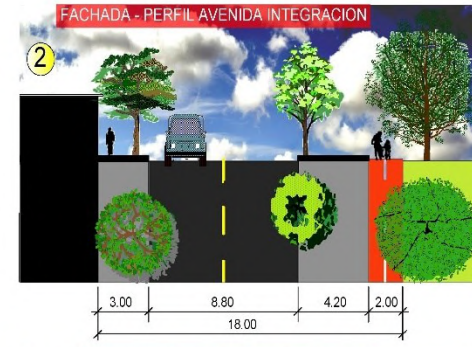 FACHADA - PERFIL AVENIDA INTEGRACION
2
3.00 8.80 4.20 2.00
18.00